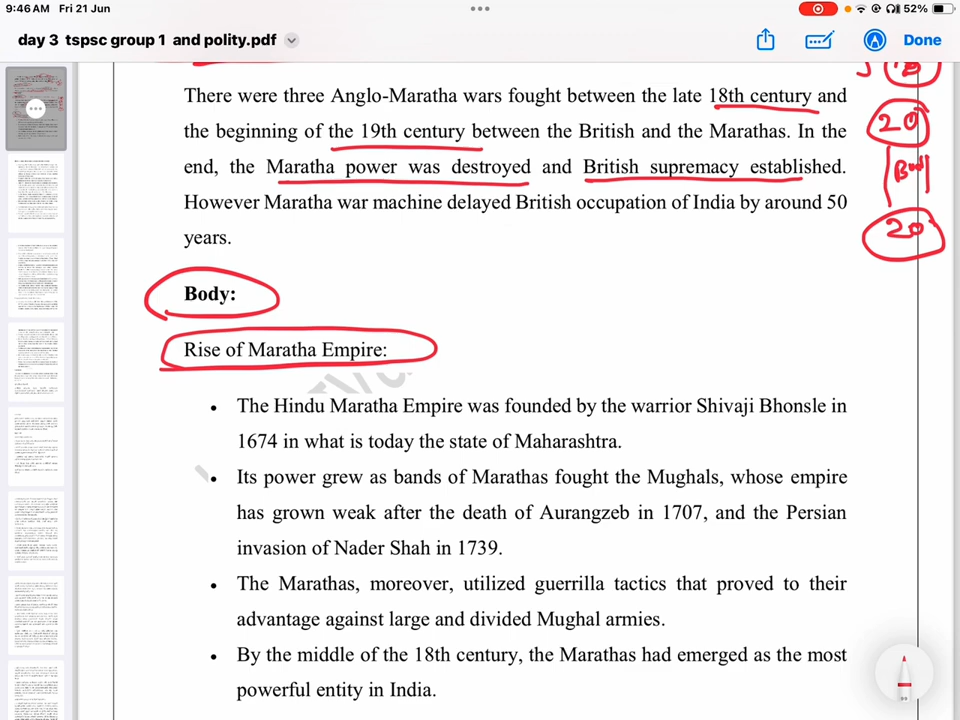 9:46 AM Fri 21 Jun
52%
day 3 tspsc group 1 and polity.pdf
Done
There were three Anglo-Maratha wars fought between the late 18th century and
the beginning of the 19th century between the British and the Marathas. In the
end, the Maratha power was destroyed and British supremacy established.
However Maratha war machine delayed British occupation of India by around 50
years.
20
20
Body:
Rise of Maratha Empire:
• The Hindu Maratha Empire was founded by the warrior Shivaji Bhonsle in
1674 in what is today the state of Maharashtra.
• Its power grew as bands of Marathas fought the Mughals, whose empire
has grown weak after the death of Aurangzeb in 1707, and the Persian
invasion of Nader Shah in 1739.
• The Marathas, moreover, utilized guerrilla tactics that proved to their
advantage against large and divided Mughal armies.
• By the middle of the 18th century, the Marathas had emerged as the most
powerful entity in India.